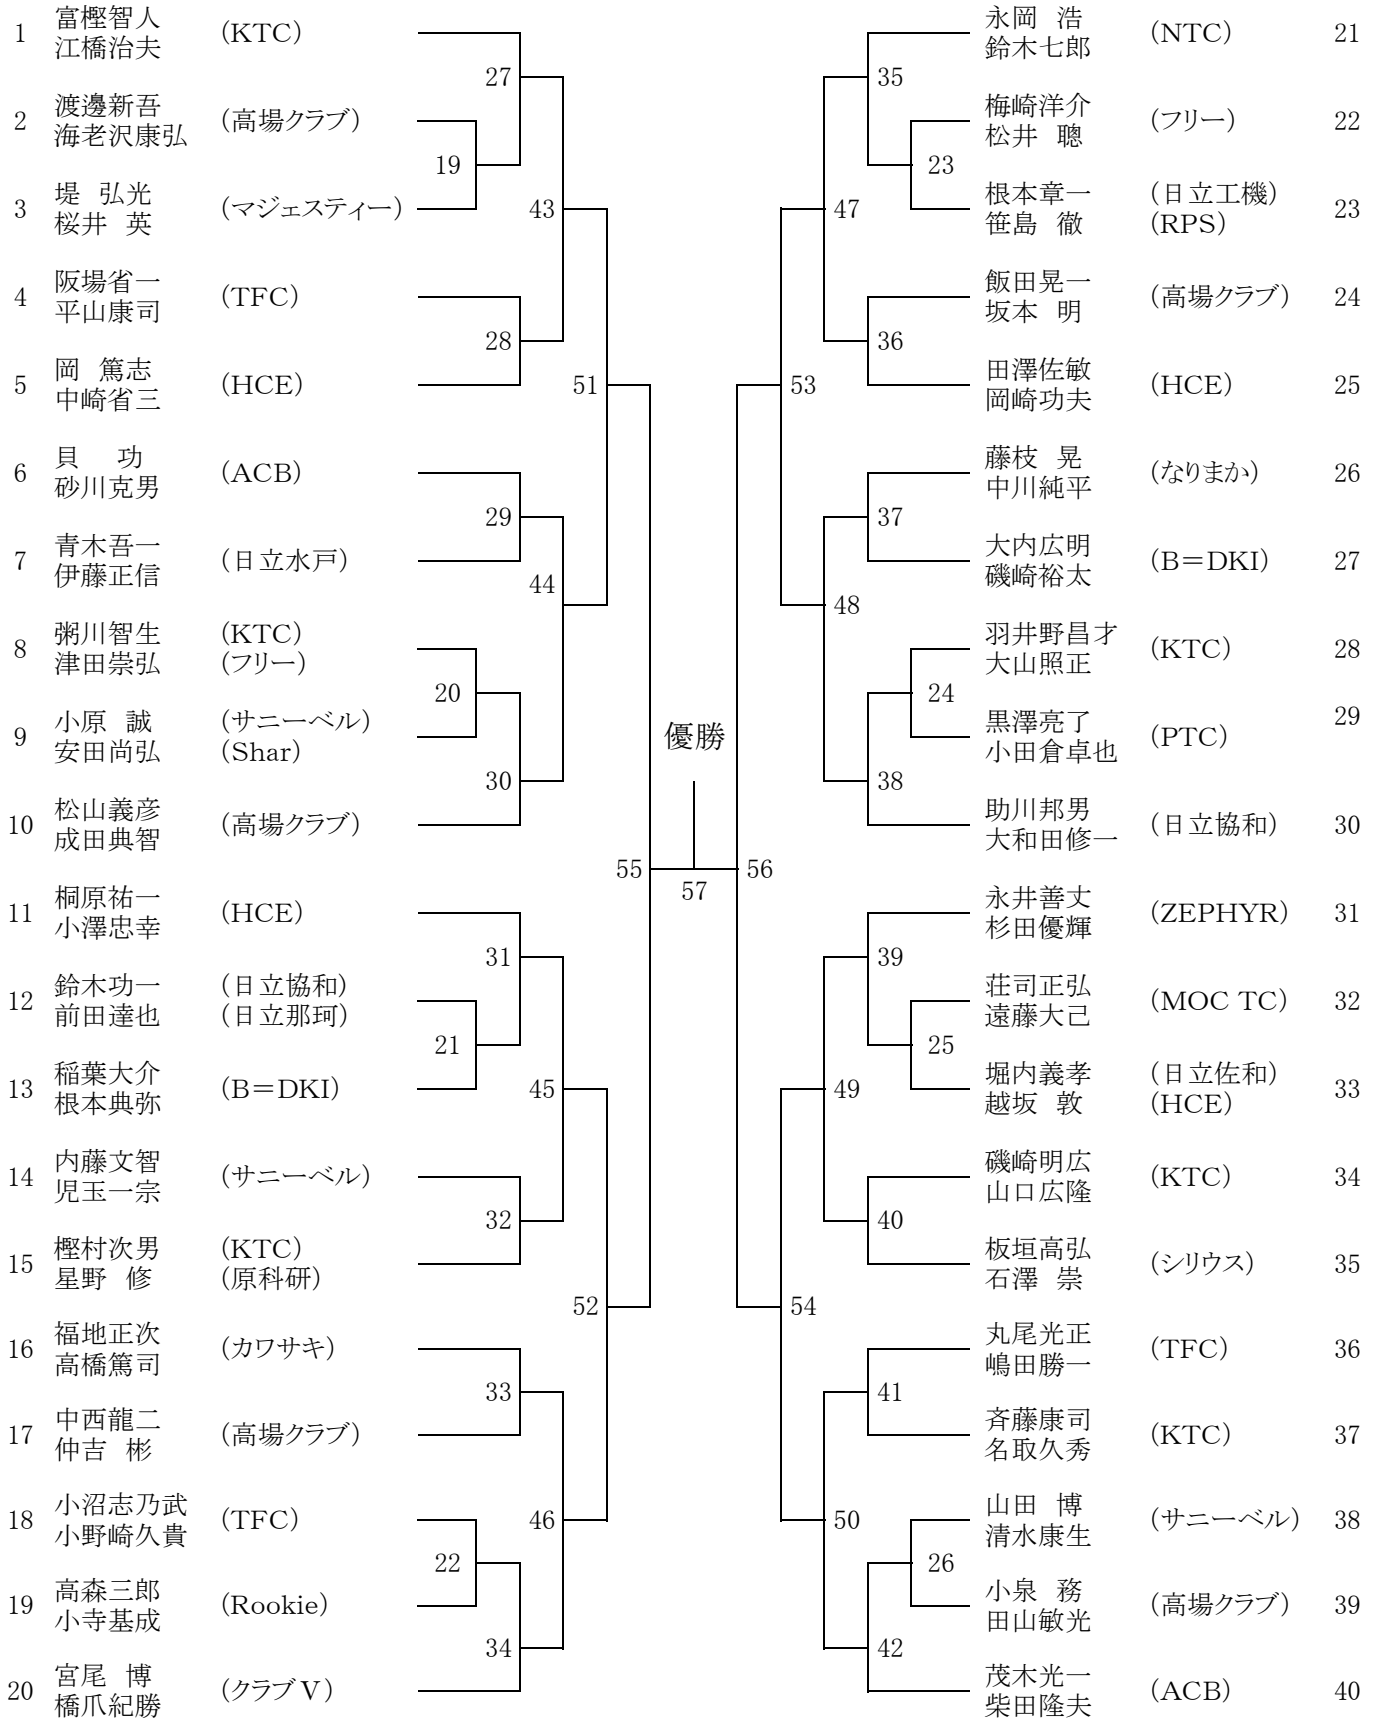 1 富樫智人 (KTC)
江橋治夫
27
2 渡邊新吾 (高場クラブ)
海老沢康弘
19
3 堤 弘光 (マジェスティー)
桜井 英
43
4 阪場省一 (TFC)
平山康司
28
5 岡 篤志 (HCE)
中崎省三
51
6 貝 功 (ACB)
砂川克男
29
7 青木吾一 (日立水戸)
伊藤正信
44
8 粥川智生 (KTC)
津田崇弘 (フリー)
20
9 小原 誠 (サニーベル)
安田尚弘 (Shar)
30
10 松山義彦 (高場クラブ)
成田典智
55
11 桐原祐一 (HCE)
小澤忠幸
31
12 鈴木功一 (日立協和)
前田達也 (日立那珂)
21
13 稲葉大介 (B=DKI)
根本典弥
45
14 内藤文智 (サニーベル)
児玉一宗
32
15 樫村次男 (KTC)
星野 修 (原科研)
52
16 福地正次 (カワサキ)
高橋篤司
33
17 中西龍二 (高場クラブ)
仲吉 彬
18 小沼志乃武 (TFC)
小野崎久貴
46
22
19 高森三郎 (Rookie)
小寺基成
34
20 宮尾 博 (クラブV)
橋爪紀勝
優勝
57
永岡 浩 (NTC) 21
鈴木七郎
35
梅崎洋介 (フリー) 22
松井 聰
23
根本章一 (日立工機) 23
笹島 徹 (RPS)
47
飯田晃一 (高場クラブ) 24
坂本 明
36
田澤佐敏 (HCE) 25
岡崎功夫
53
藤枝 晃 (なりまか) 26
中川純平
37
大内広明 (B=DKI) 27
磯崎裕太
48
羽井野昌才 (KTC) 28
大山照正
24
黒澤亮了 (PTC) 29
小田倉卓也
38
助川邦男 (日立協和) 30
大和田修一
56
永井善丈 (ZEPHYR) 31
杉田優輝
39
荘司正弘 (MOC TC) 32
遠藤大己
25
堀内義孝 (日立佐和) 33
越坂 敦 (HCE)
49
磯崎明広 (KTC) 34
山口広隆
40
板垣高弘 (シリウス) 35
石澤 崇
54
丸尾光正 (TFC) 36
嶋田勝一
41
斉藤康司 (KTC) 37
名取久秀
山田 博 (サニーベル) 38
清水康生
50
26
小泉 務 (高場クラブ) 39
田山敏光
42
茂木光一 (ACB) 40
柴田隆夫